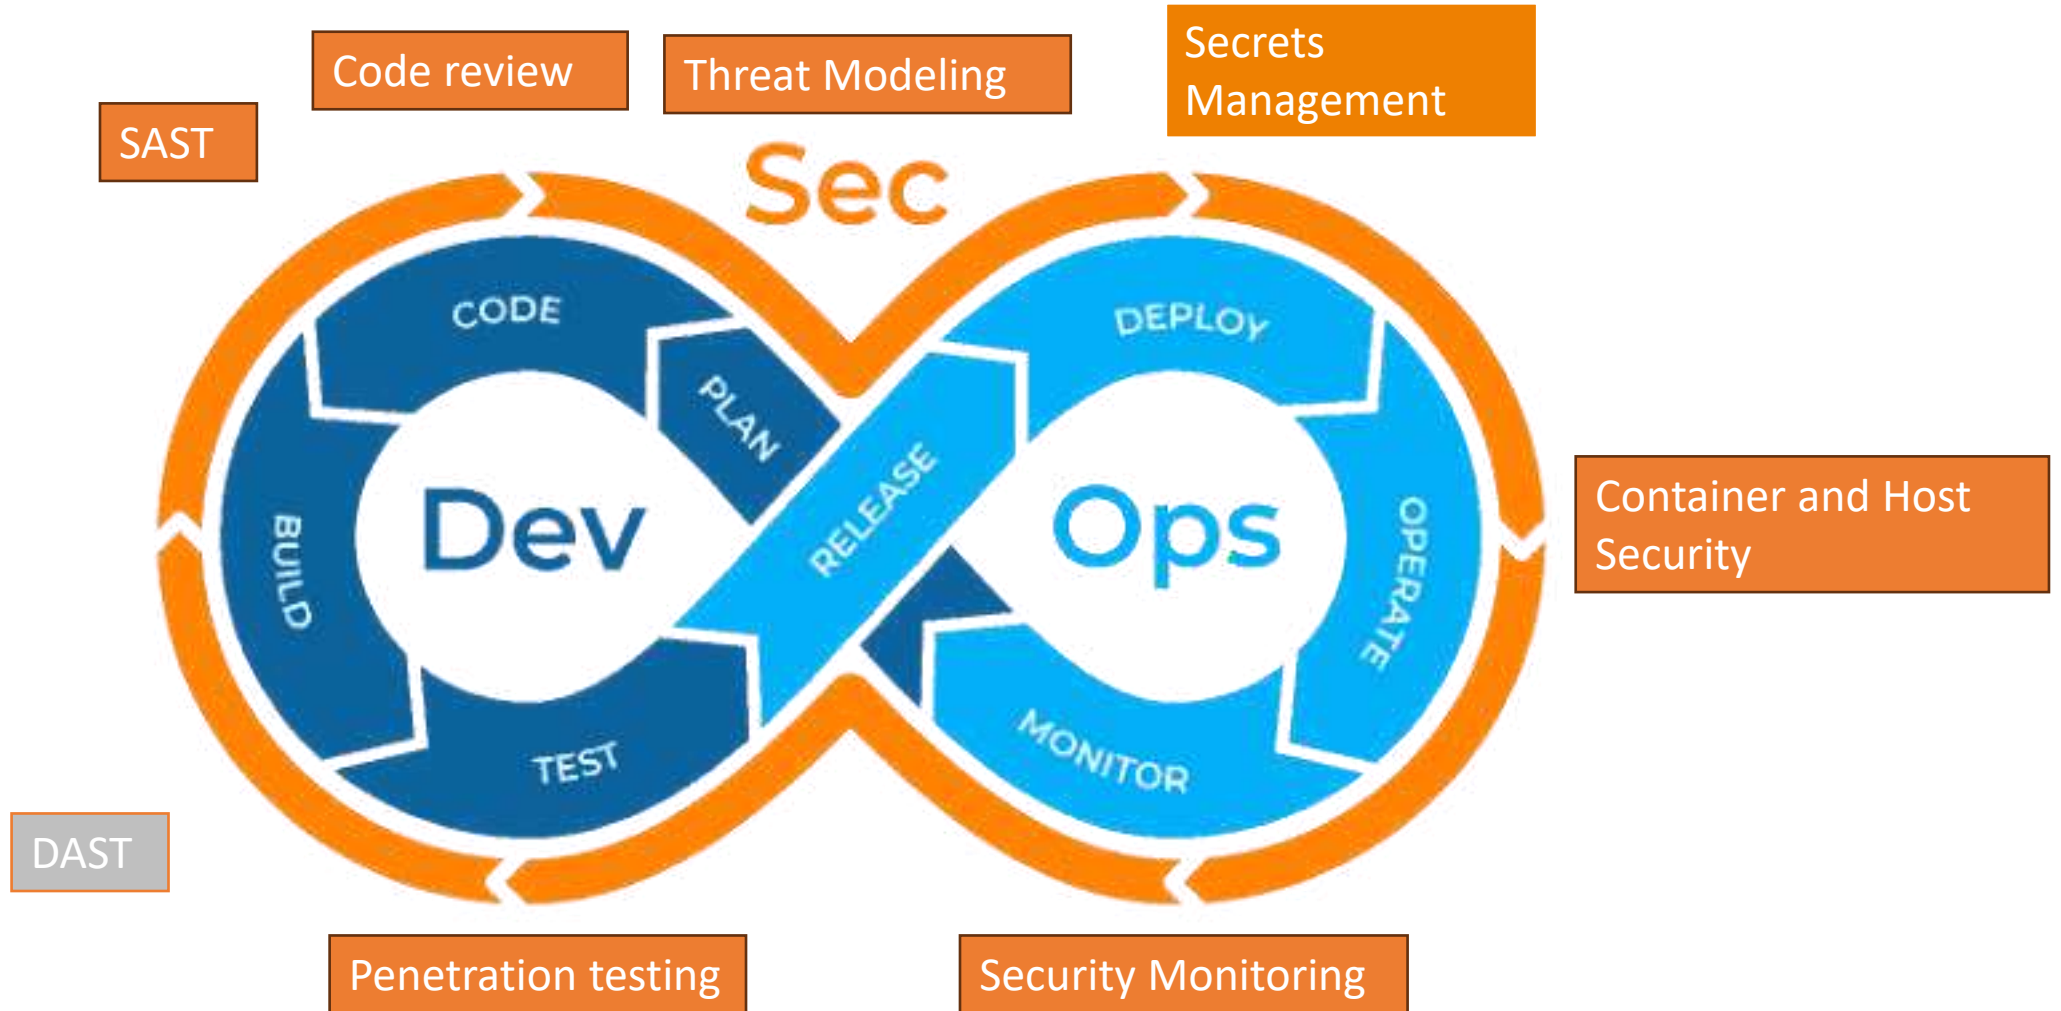 Code review
Threat Modeling
Secrets
Management
SAST
Sec
CODE
PLAN
DEPLOY
BUILD
Dev
RELEASE
Ops
OPERATE
Container and Host
Security
TEST
MONITOR
DAST
Penetration testing
Security Monitoring